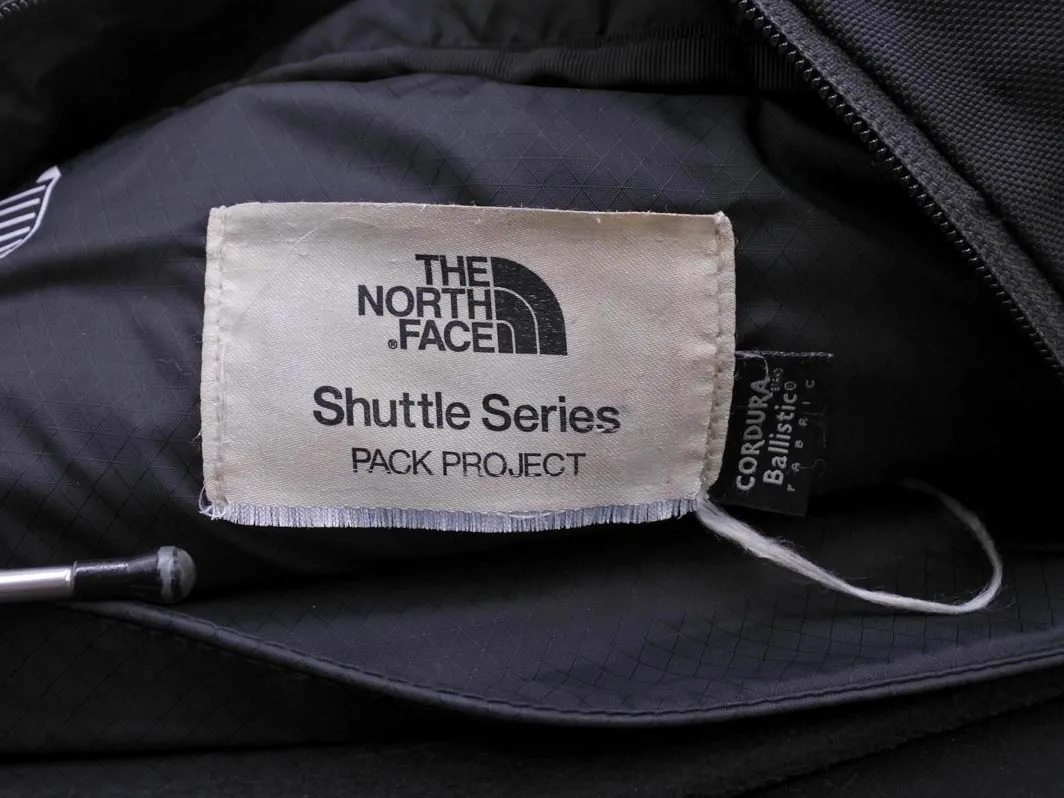 THE
NORTH
®FACE
Shuttle Series
PACK PROJECT
CORDURA
Ballistic®
FABRIC